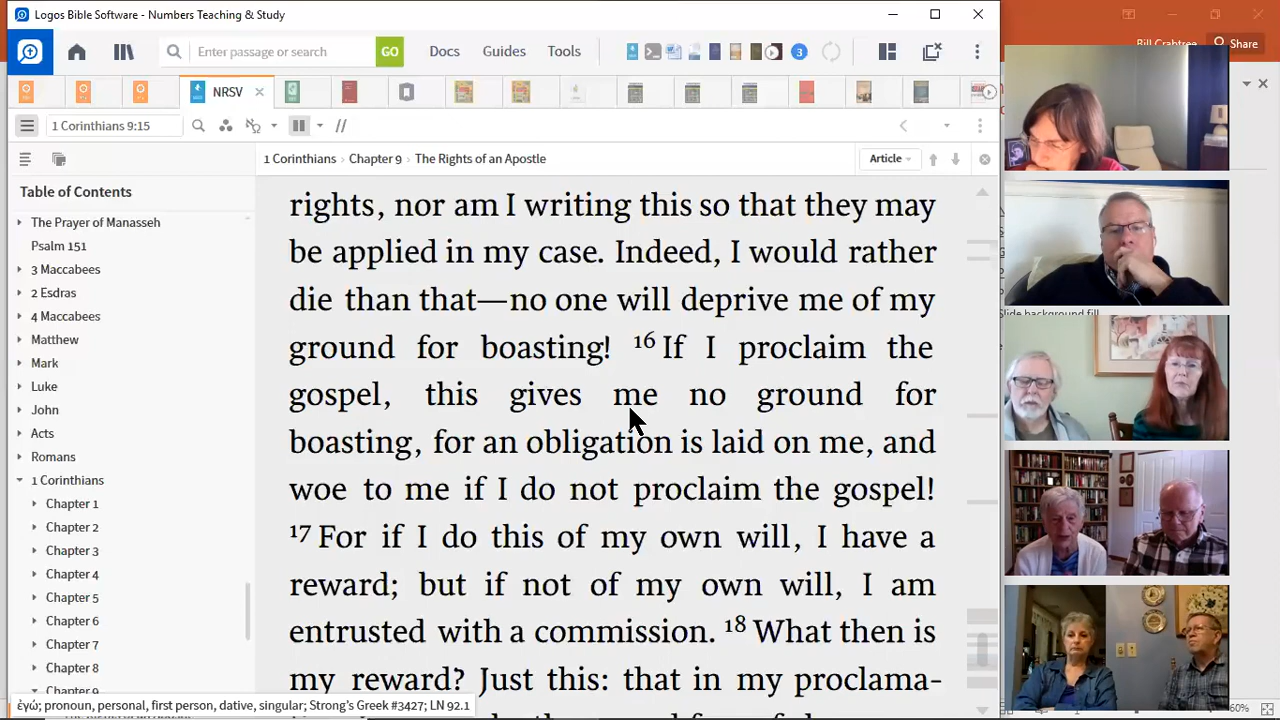 Logos Bible Software - Numbers Teaching & Study
Bill Crabtree
Share
Enter passage or search
GO
Docs
Guides
Tools
3
NRSV
1 Corinthians 9:15
1 Corinthians › Chapter 9 › The Rights of an Apostle
Article
Table of Contents
The Prayer of Manasseh
Psalm 151
3 Maccabees
2 Esdras
4 Maccabees
Matthew
Mark
Luke
John
Acts
Romans
1 Corinthians
Chapter 1
Chapter 2
Chapter 3
Chapter 4
Chapter 5
Chapter 6
Chapter 7
Chapter 8
Chapter 9
rights, nor am I writing this so that they may
be applied in my case. Indeed, I would rather
die than that—no one will deprive me of my
ground for boasting! 16 If I proclaim the
gospel, this gives me no ground for
boasting, for an obligation is laid on me, and
woe to me if I do not proclaim the gospel!
17 For if I do this of my own will, I have a
reward; but if not of my own will, I am
entrusted with a commission. 18 What then is
my reward? Just this: that in my proclama-
ἐγώ; pronoun, personal, first person, dative, singular; Strong's Greek #3427; LN 92.1
Slide background fill
60%